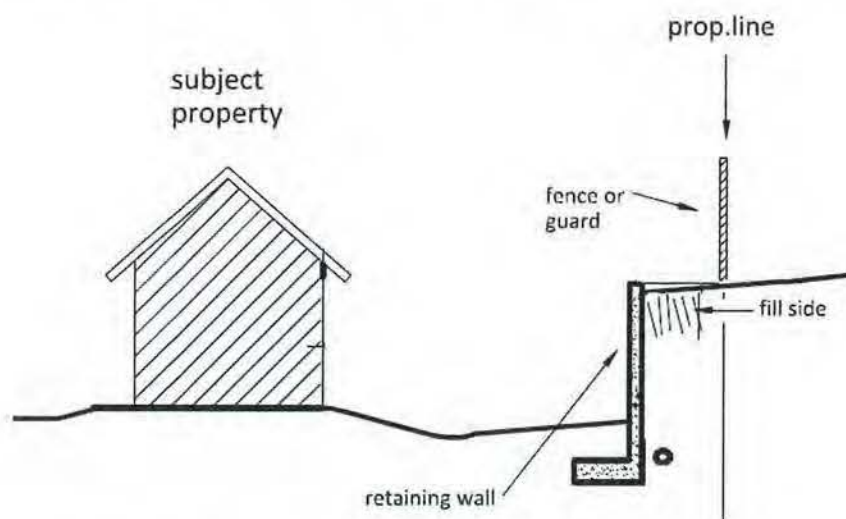 prop.line
subject
property
fence or
guard
fill side
retaining wall